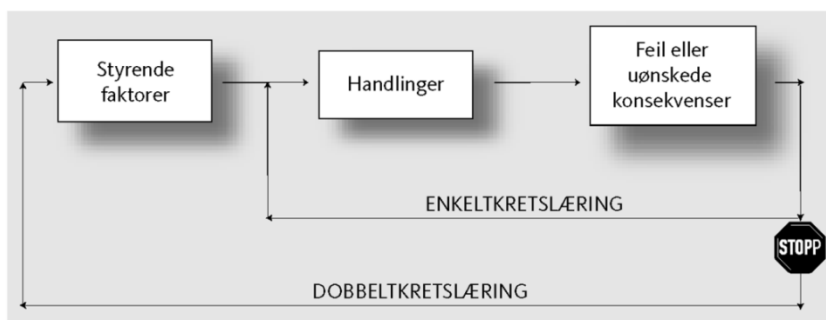 Styrende
faktorer
Handlinger
Feil eller
uønskede
konsekvenser
ENKELTKRETSLÆRING
STOPP
DOBBELTKRETSLÆRING